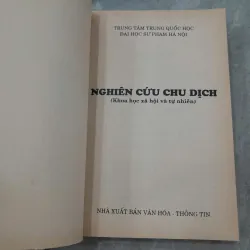 TRUNG TÂM TRUNG QUỐC HỌC
ĐẠI HỌC SƯ PHẠM HÀ NỘI
NGHIÊN CỨU CHU DỊCH
(Khoa học xã hội và tự nhiên)
NHÀ XUẤT BẢN VĂN HÓA - THÔNG TIN